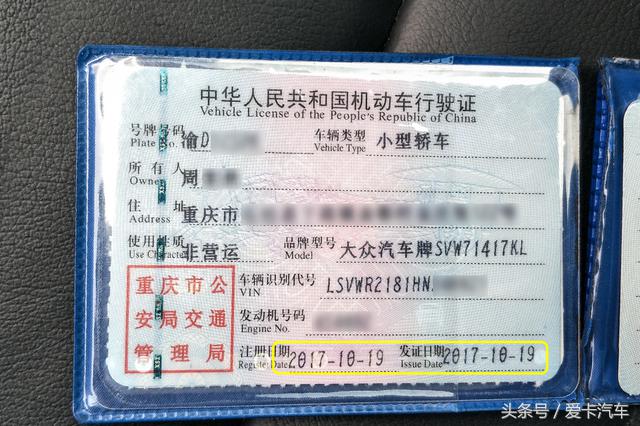 中华人民共和国机动车行驶证
Vehicle License of the People's Republic of China
号牌号码 渝D 车辆类型 小型轿车
Plate No. Vehicle Type
所有人 周
Owner
住址 重庆市
Address
使用性质 非营运 品牌型号 大众汽车牌SVW71417KL
Use Character Model
重庆市公
安局交通
管理局
车辆识别代号 LSVWR2181HN
VIN
发动机号码
Engine No.
注册日期 2017-10-19 发证日期 2017-10-19
Register Date Issue Date
头条号/爱卡汽车